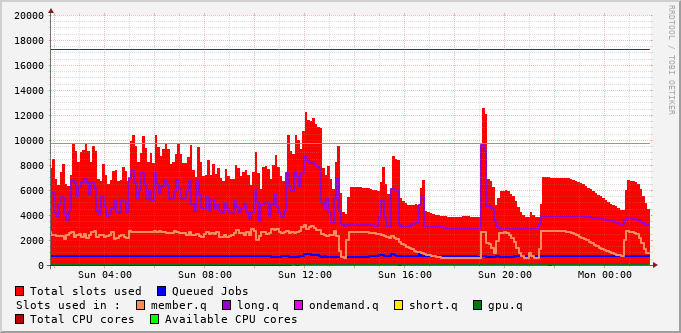 RRDTOOL / TOBI OETIKER
20000
18000
16000
14000
12000
10000
8000
6000
4000
2000
0
Sun 04:00 Sun 08:00 Sun 12:00 Sun 16:00 Sun 20:00 Mon 00:00
Total slots used Queued Jobs
Slots used in : member.q long.q ondemand.q short.q gpu.q
Total CPU cores Available CPU cores